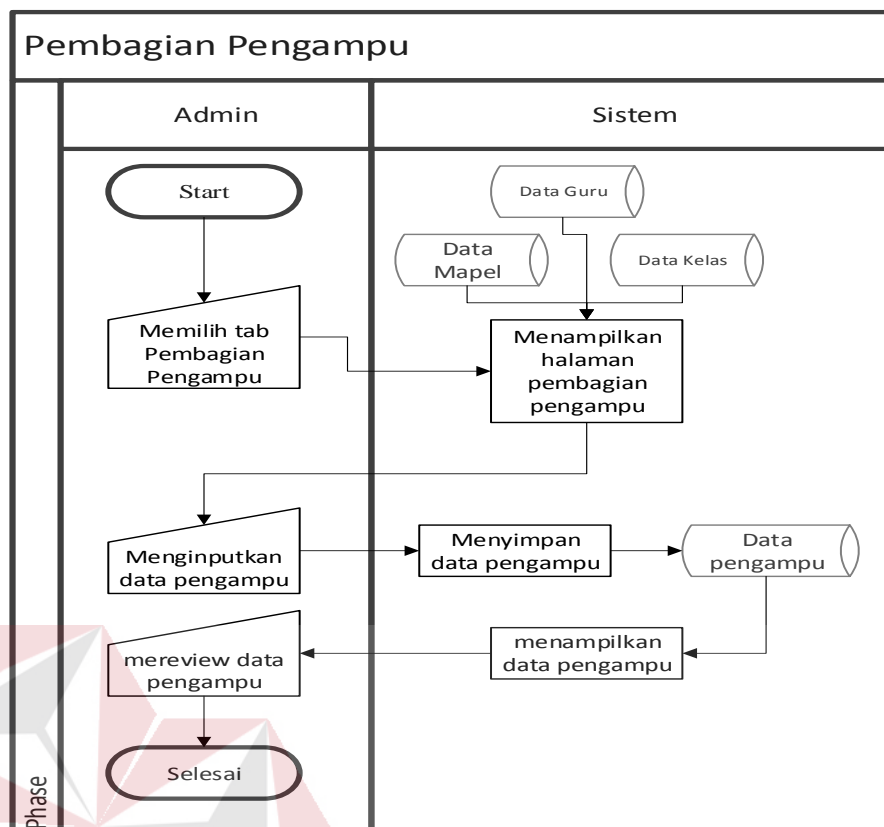 Pembagian Pengampu
Admin
Sistem
Start
Data Guru
Data
Mapel
Data Kelas
Memilih tab
Pembagian
Pengampu
Menampilkan
halaman
pembagian
pengampu
Menginputkan
data pengampu
Menyimpan
data pengampu
Data
pengampu
mereview data
pengampu
menampilkan
data pengampu
Selesai
Phase